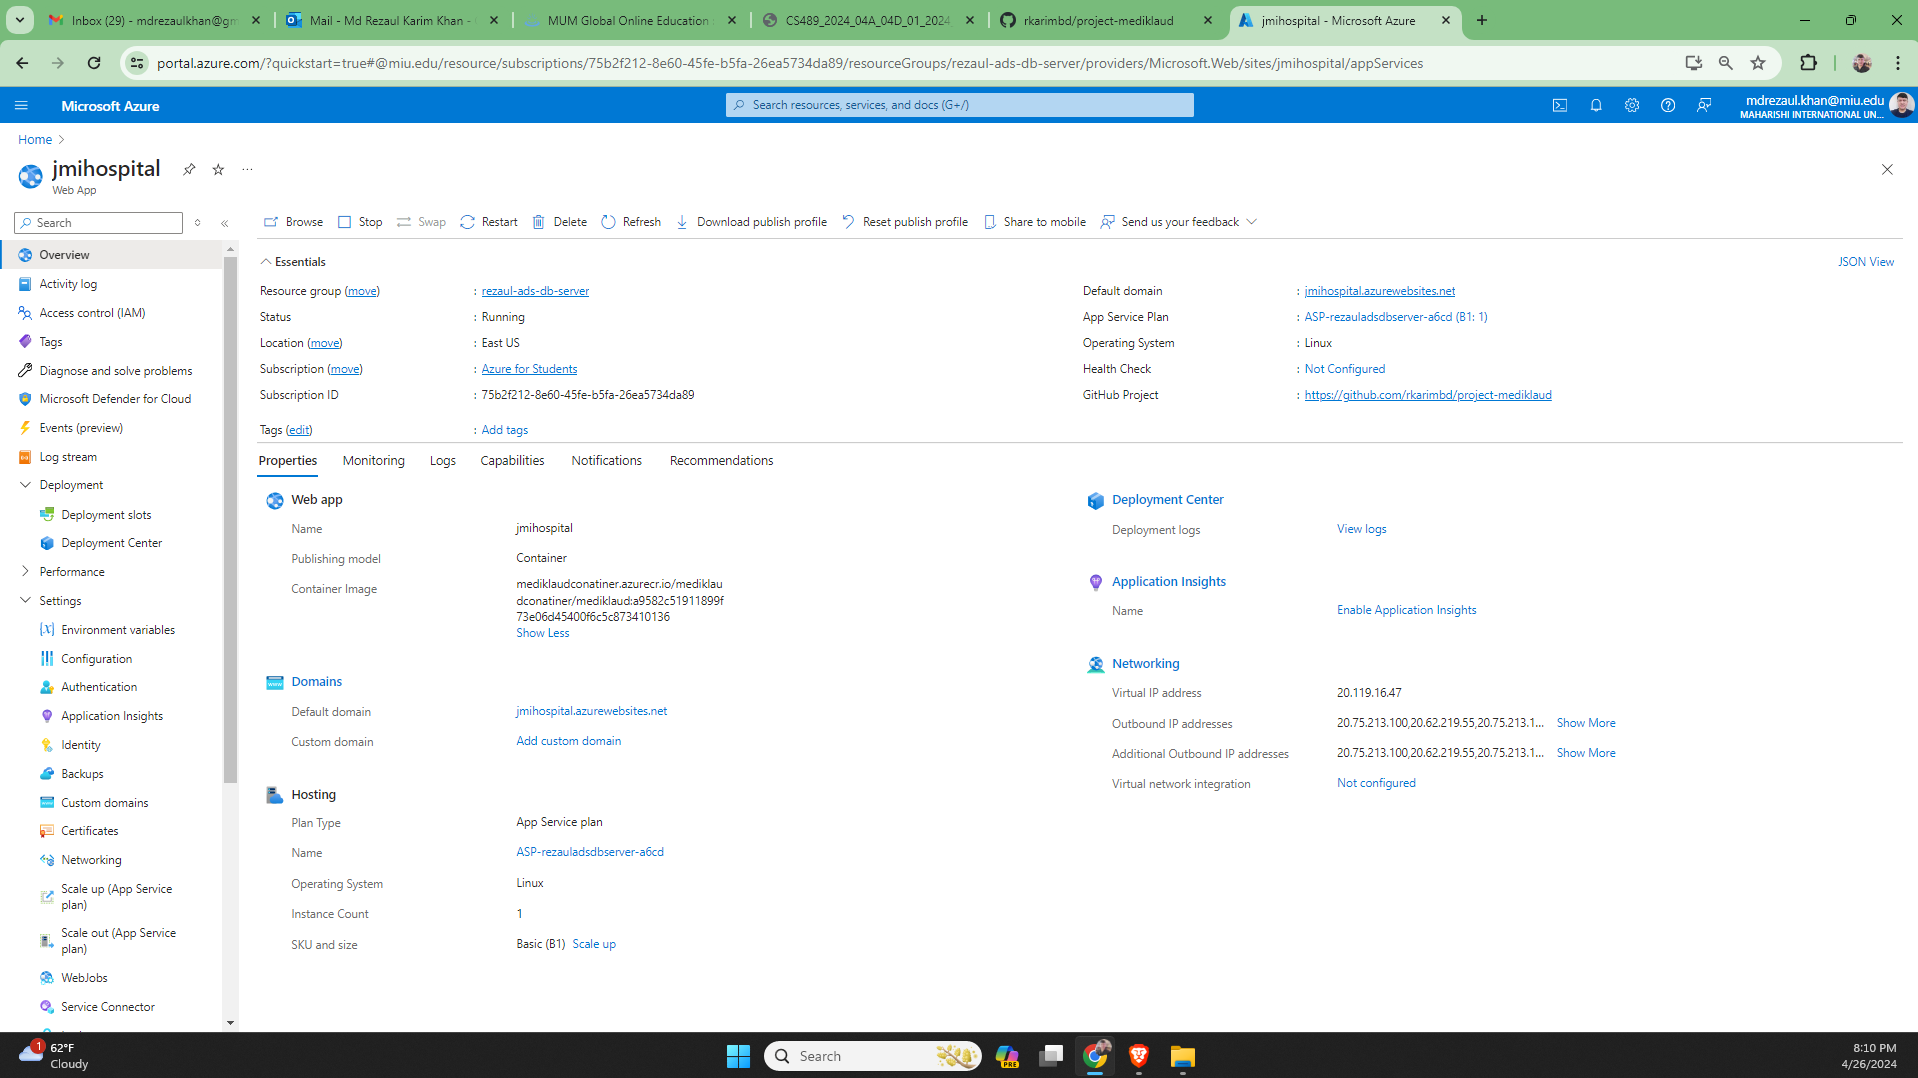 Inbox (29) - mdrezaulkhan@gm
Mail - Md Rezaul Karim Khan -
MUM Global Online Education
CS489_2024_04A_04D_01_2024
rkarimbd/project-mediklaud
jmihospital - Microsoft Azure
portal.azure.com/?quickstart=true#@miu.edu/resource/subscriptions/75b2f212-8e60-45fe-b5fa-26ea5734da89/resourceGroups/rezaul-ads-db-server/providers/Microsoft.Web/sites/jmihospital/appServices
Microsoft Azure
Search resources, services, and docs (G+/)
mdrezaul.khan@miu.edu
MAHARISHI INTERNATIONAL UN...
Home
jmihospital
Web App
Search
Browse Stop Swap Restart Delete Refresh Download publish profile Reset publish profile Share to mobile Send us your feedback
Overview
Activity log
Access control (IAM)
Tags
Diagnose and solve problems
Microsoft Defender for Cloud
Events (preview)
Log stream
Deployment
Deployment slots
Deployment Center
Performance
Settings
Environment variables
Configuration
Authentication
Application Insights
Identity
Backups
Custom domains
Certificates
Networking
Scale up (App Service
plan)
Scale out (App Service
plan)
WebJobs
Service Connector
Essentials
JSON View
Resource group (move) : rezaul-ads-db-server
Status : Running
Location (move) : East US
Subscription (move) : Azure for Students
Subscription ID : 75b2f212-8e60-45fe-b5fa-26ea5734da89
Tags (edit) : Add tags
Default domain : jmihospital.azurewebsites.net
App Service Plan : ASP-rezauladsdbserver-a6cd (B1: 1)
Operating System : Linux
Health Check : Not Configured
GitHub Project : https://github.com/rkarimbd/project-mediklaud
Properties Monitoring Logs Capabilities Notifications Recommendations
Web app
Name jmihospital
Publishing model Container
Container Image mediklaudconatiner.azurecr.io/mediklau
dconatiner/mediklaud:a9582c51911899f
73e06d45400f6c5c873410136
Show Less
Domains
Default domain jmihospital.azurewebsites.net
Custom domain Add custom domain
Hosting
Plan Type App Service plan
Name ASP-rezauladsdbserver-a6cd
Operating System Linux
Instance Count 1
SKU and size Basic (B1) Scale up
Deployment Center
Deployment logs View logs
Application Insights
Name Enable Application Insights
Networking
Virtual IP address 20.119.16.47
Outbound IP addresses 20.75.213.100,20.62.219.55,20.75.213.1... Show More
Additional Outbound IP addresses 20.75.213.100,20.62.219.55,20.75.213.1... Show More
Virtual network integration Not configured
1
62°F
Cloudy
Search
PRE
8:10 PM
4/26/2024